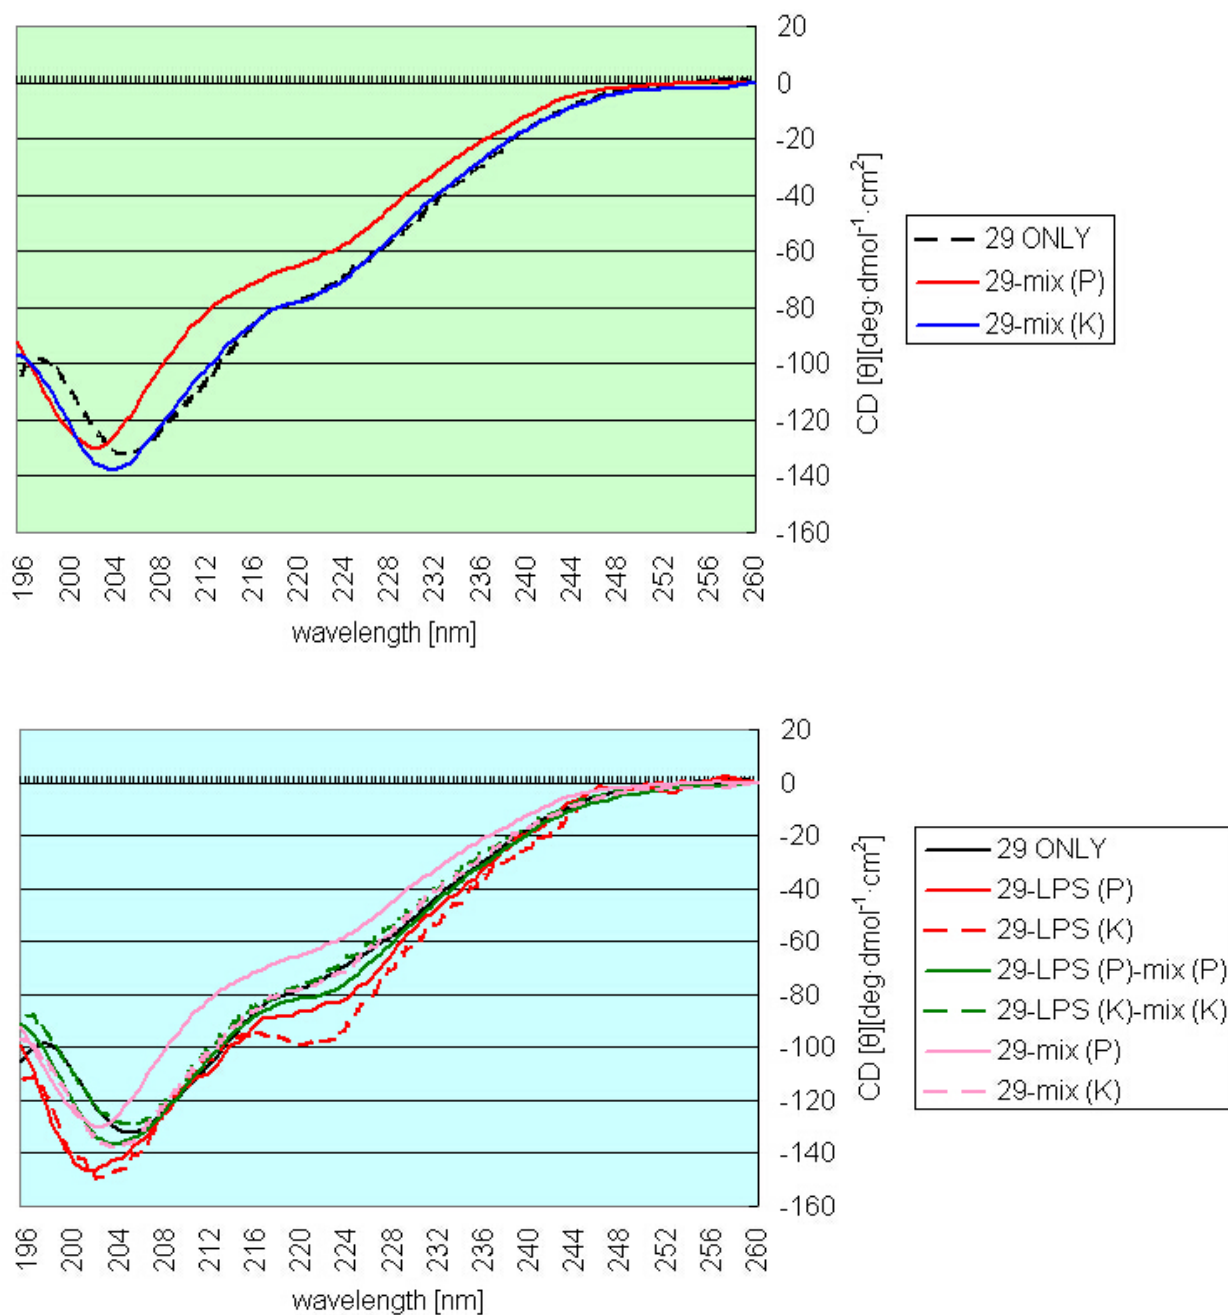 20
0
-20
-40
-60
-80
-100
-120
-140
-160
CD [θ][deg·dmol⁻¹·cm²]
196 200 204 208 212 216 220 224 228 232 236 240 244 248 252 256 260
wavelength [nm]
29 ONLY
29-mix (P)
29-mix (K)
20
0
-20
-40
-60
-80
-100
-120
-140
-160
CD [θ][deg·dmol⁻¹·cm²]
196 200 204 208 212 216 220 224 228 232 236 240 244 248 252 256 260
wavelength [nm]
29 ONLY
29-LPS (P)
29-LPS (K)
29-LPS (P)-mix (P)
29-LPS (K)-mix (K)
29-mix (P)
29-mix (K)